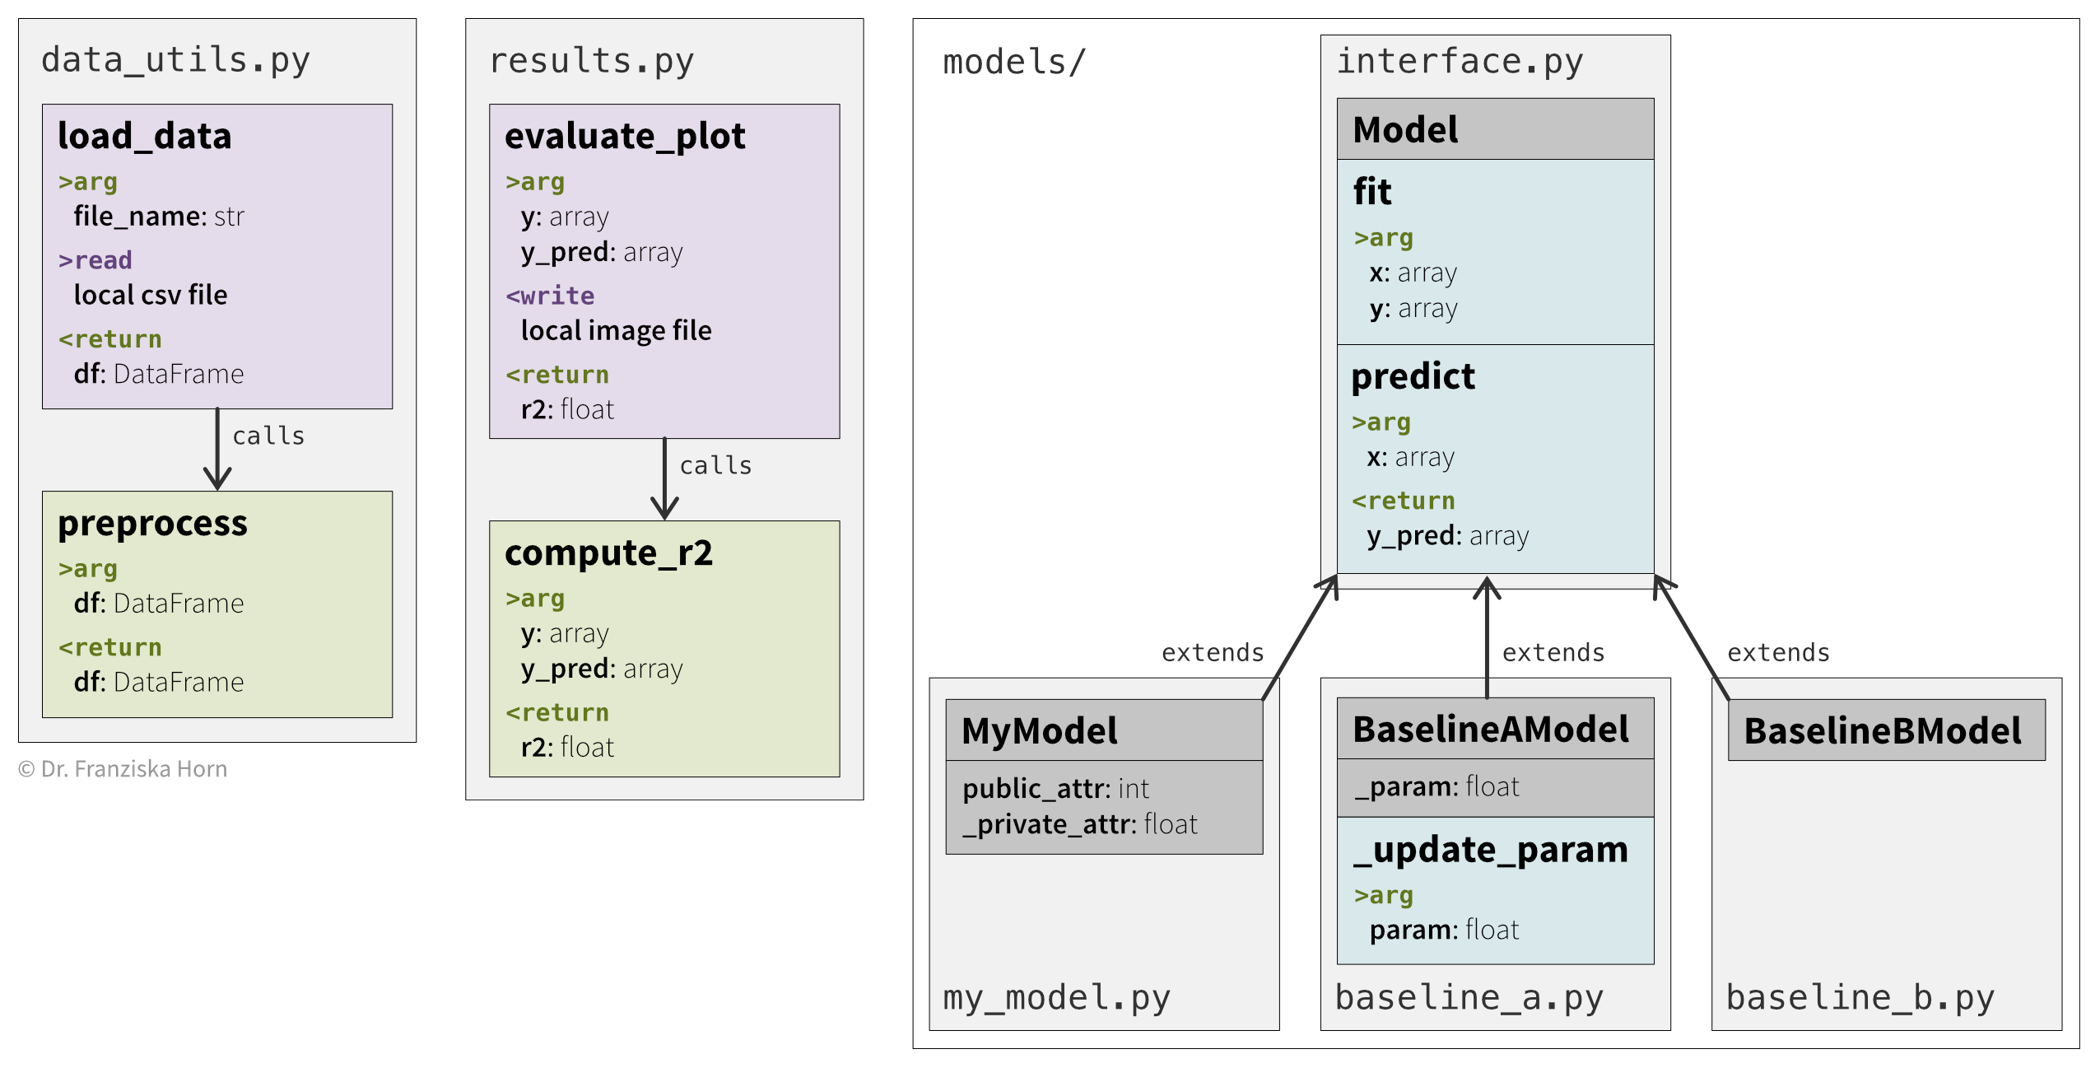 data_utils.py
load_data
>arg
file_name: str
>read
local csv file
<return
df: DataFrame
calls
preprocess
>arg
df: DataFrame
<return
df: DataFrame
© Dr. Franziska Horn
results.py
evaluate_plot
>arg
y: array
y_pred: array
<write
local image file
<return
r2: float
calls
compute_r2
>arg
y: array
y_pred: array
<return
r2: float
models/
interface.py
Model
fit
>arg
x: array
y: array
predict
>arg
x: array
<return
y_pred: array
extends
extends
extends
MyModel
public_attr: int
_private_attr: float
my_model.py
BaselineAModel
_param: float
_update_param
>arg
param: float
baseline_a.py
BaselineBModel
baseline_b.py